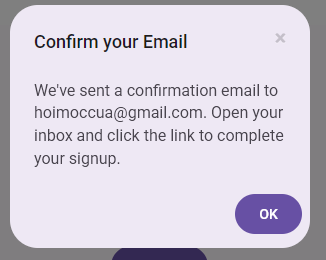 Confirm your Email
×
We've sent a confirmation email to
hoimoccua@gmail.com. Open your
inbox and click the link to complete
your signup.
OK